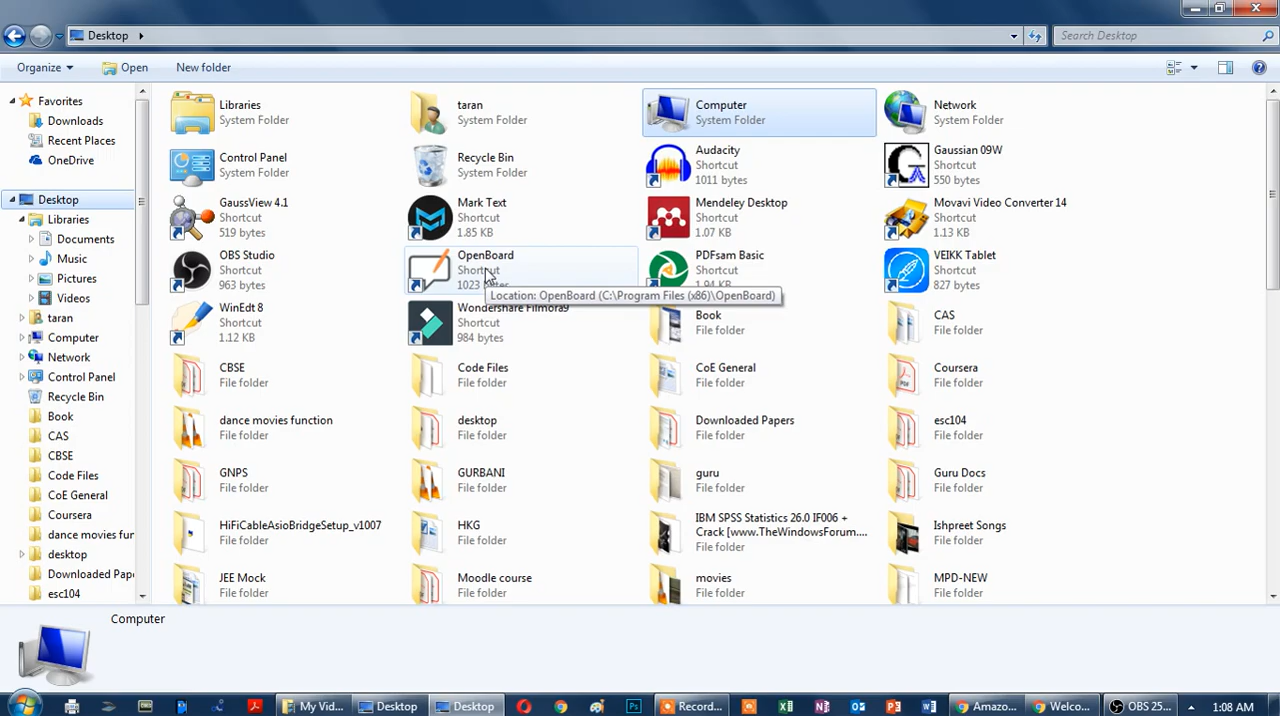 Desktop
Search Desktop
Organize
Open
New folder
Favorites
Downloads
Recent Places
OneDrive
Desktop
Libraries
Documents
Music
Pictures
Videos
taran
Computer
Network
Control Panel
Recycle Bin
Book
CAS
CBSE
Code Files
CoE General
Coursera
dance movies fur
desktop
Downloaded Pape
esc104
Libraries
System Folder
taran
System Folder
Computer
System Folder
Network
System Folder
Control Panel
System Folder
Recycle Bin
System Folder
Audacity
Shortcut
1011 bytes
Gaussian 09W
Shortcut
550 bytes
GaussView 4.1
Shortcut
519 bytes
Mark Text
Shortcut
1.85 KB
Mendeley Desktop
Shortcut
1.07 KB
Movavi Video Converter 14
Shortcut
1.13 KB
OBS Studio
Shortcut
963 bytes
OpenBoard
Shortcut
1023 bytes
PDFsam Basic
Shortcut
1.94 KB
VEIKK Tablet
Shortcut
827 bytes
Location: OpenBoard (C:\Program Files (x86)\OpenBoard)
WinEdt 8
Shortcut
1.12 KB
Wondershare Filmora9
Shortcut
984 bytes
Book
File folder
CAS
File folder
CBSE
File folder
Code Files
File folder
CoE General
File folder
Coursera
File folder
dance movies function
File folder
desktop
File folder
Downloaded Papers
File folder
esc104
File folder
GNPS
File folder
GURBANI
File folder
guru
File folder
Guru Docs
File folder
HiFiCableAsioBridgeSetup_v1007
File folder
HKG
File folder
IBM SPSS Statistics 26.0 IF006 +
Crack [www.TheWindowsForum....
File folder
Ishpreet Songs
File folder
JEE Mock
File folder
Moodle course
File folder
movies
File folder
MPD-NEW
File folder
Computer
My Vid...
Desktop
Desktop
Record...
Amazo...
Welco...
OBS 25...
1:08 AM